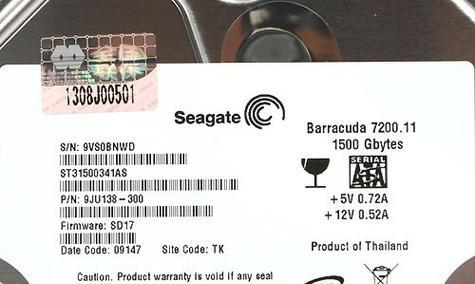 1308J00501
Seagate
Barracuda 7200.11
1500 Gbytes
S/N: 9VS0BNWD
ST31500341AS
P/N: 9JU138-300
Firmware: SD17
Date Code: 09147 Site Code: TK
SERIAL
ATA
+5V 0.72A
+12V 0.52A
Product of Thailand
Caution. Product warranty is void if any seal